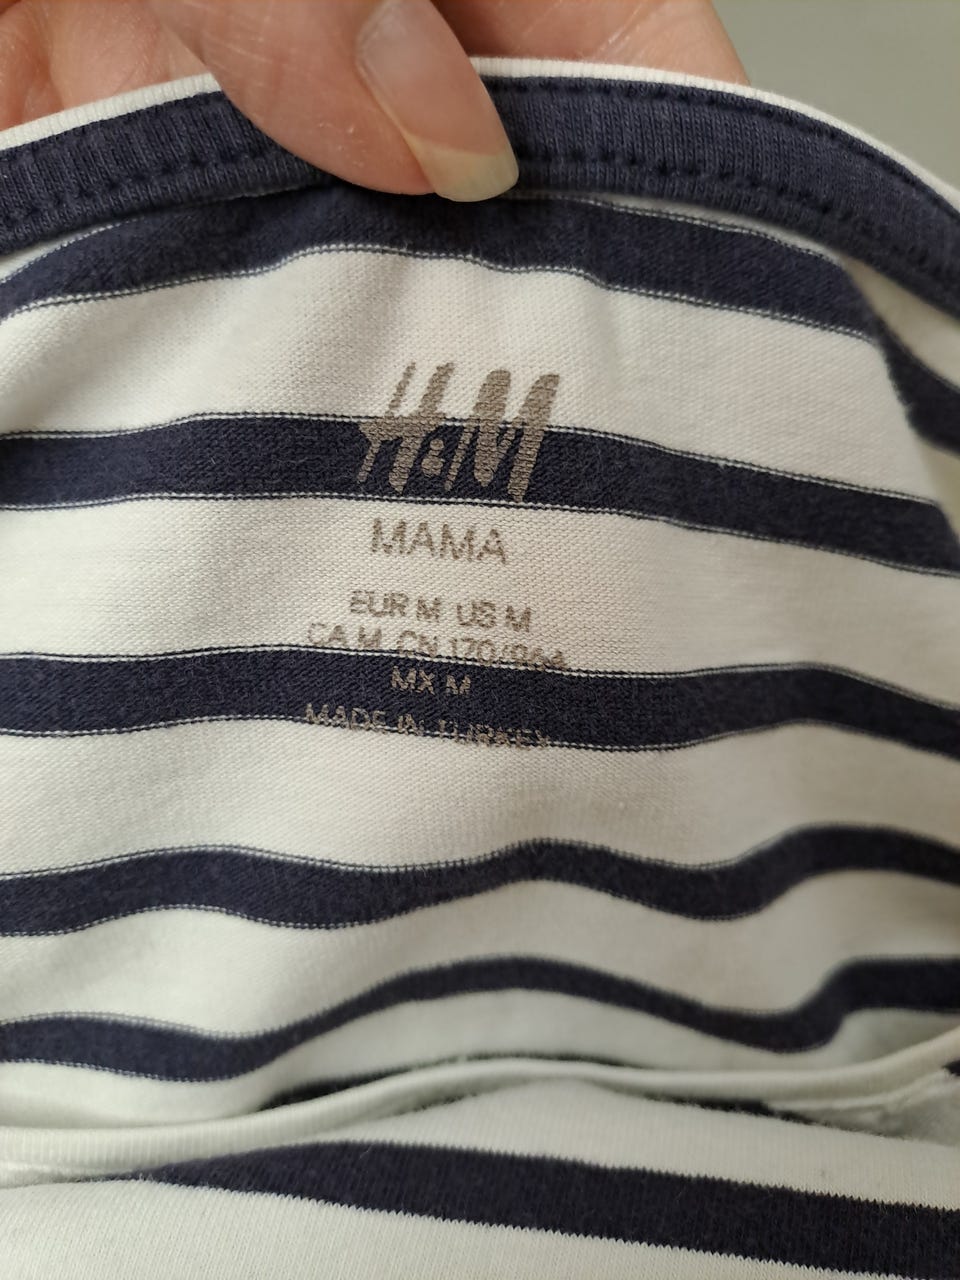 H&M
MAMA
EUR M US M
CA M CN 170/96A
MX M
MADE IN TURKEY